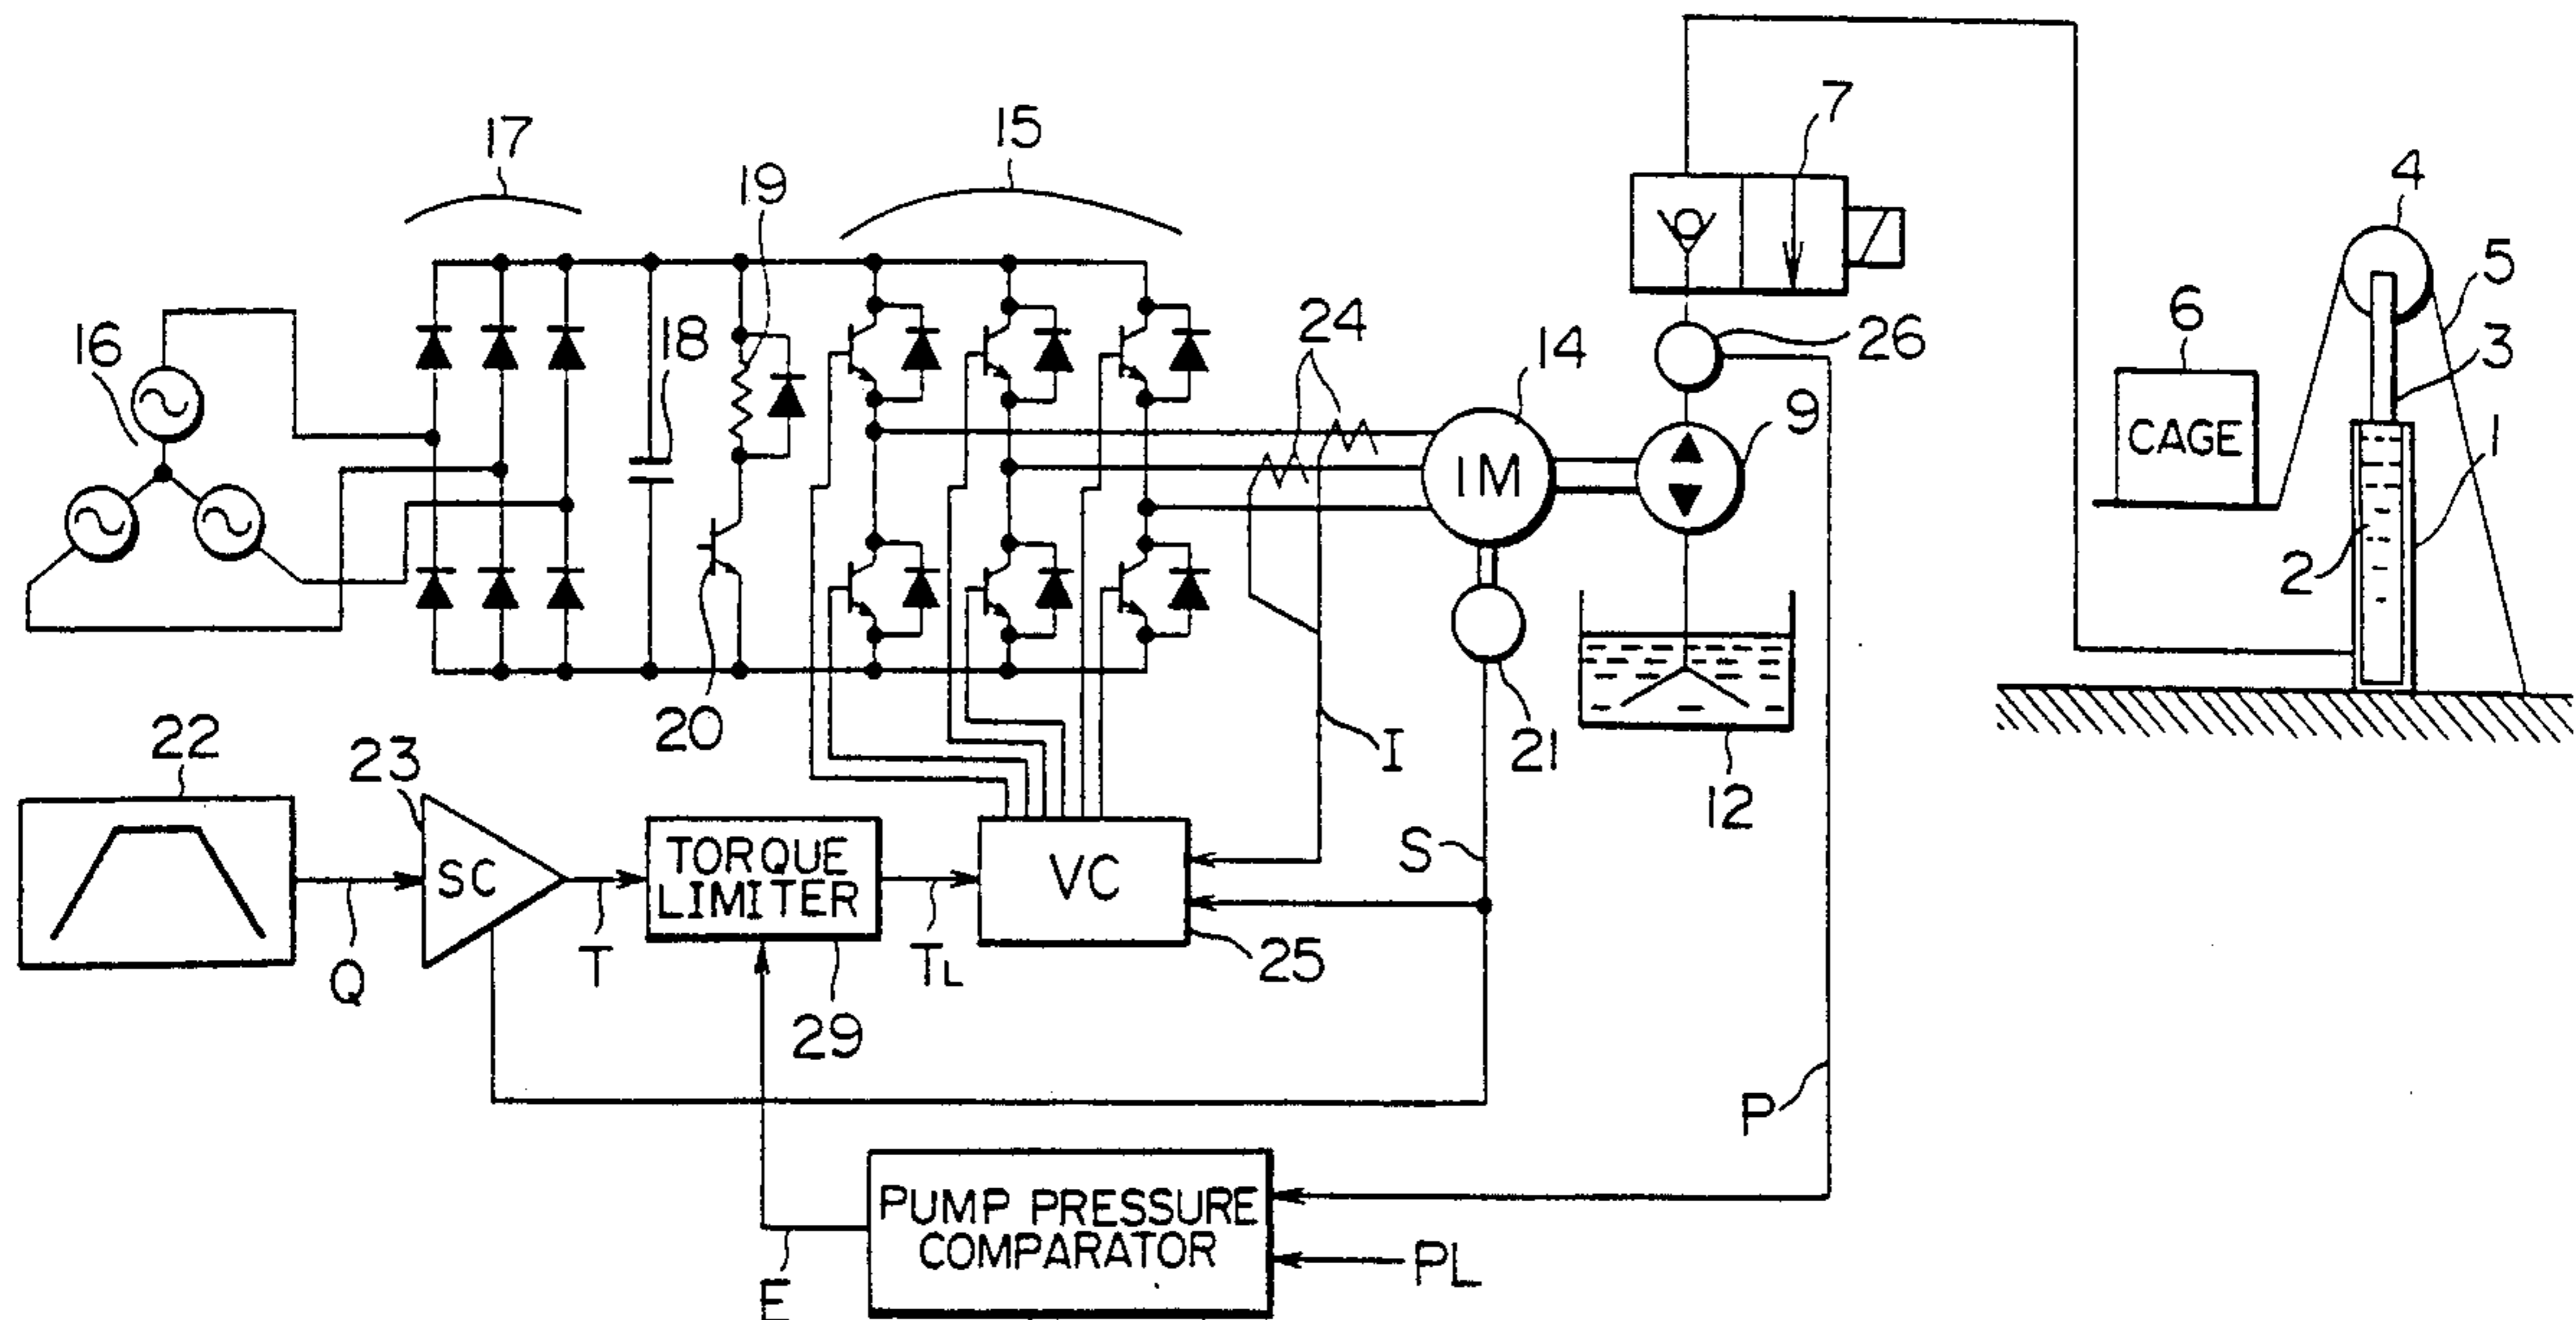 17
15
7
19
4
5
16
18
24
14
26
6
3
CAGE
9
IM
1
2
20
21
I
12
22
23
SC
TORQUE
LIMITER
VC
S
Q
T
TL
25
29
P
PUMP PRESSURE
COMPARATOR
PL
E